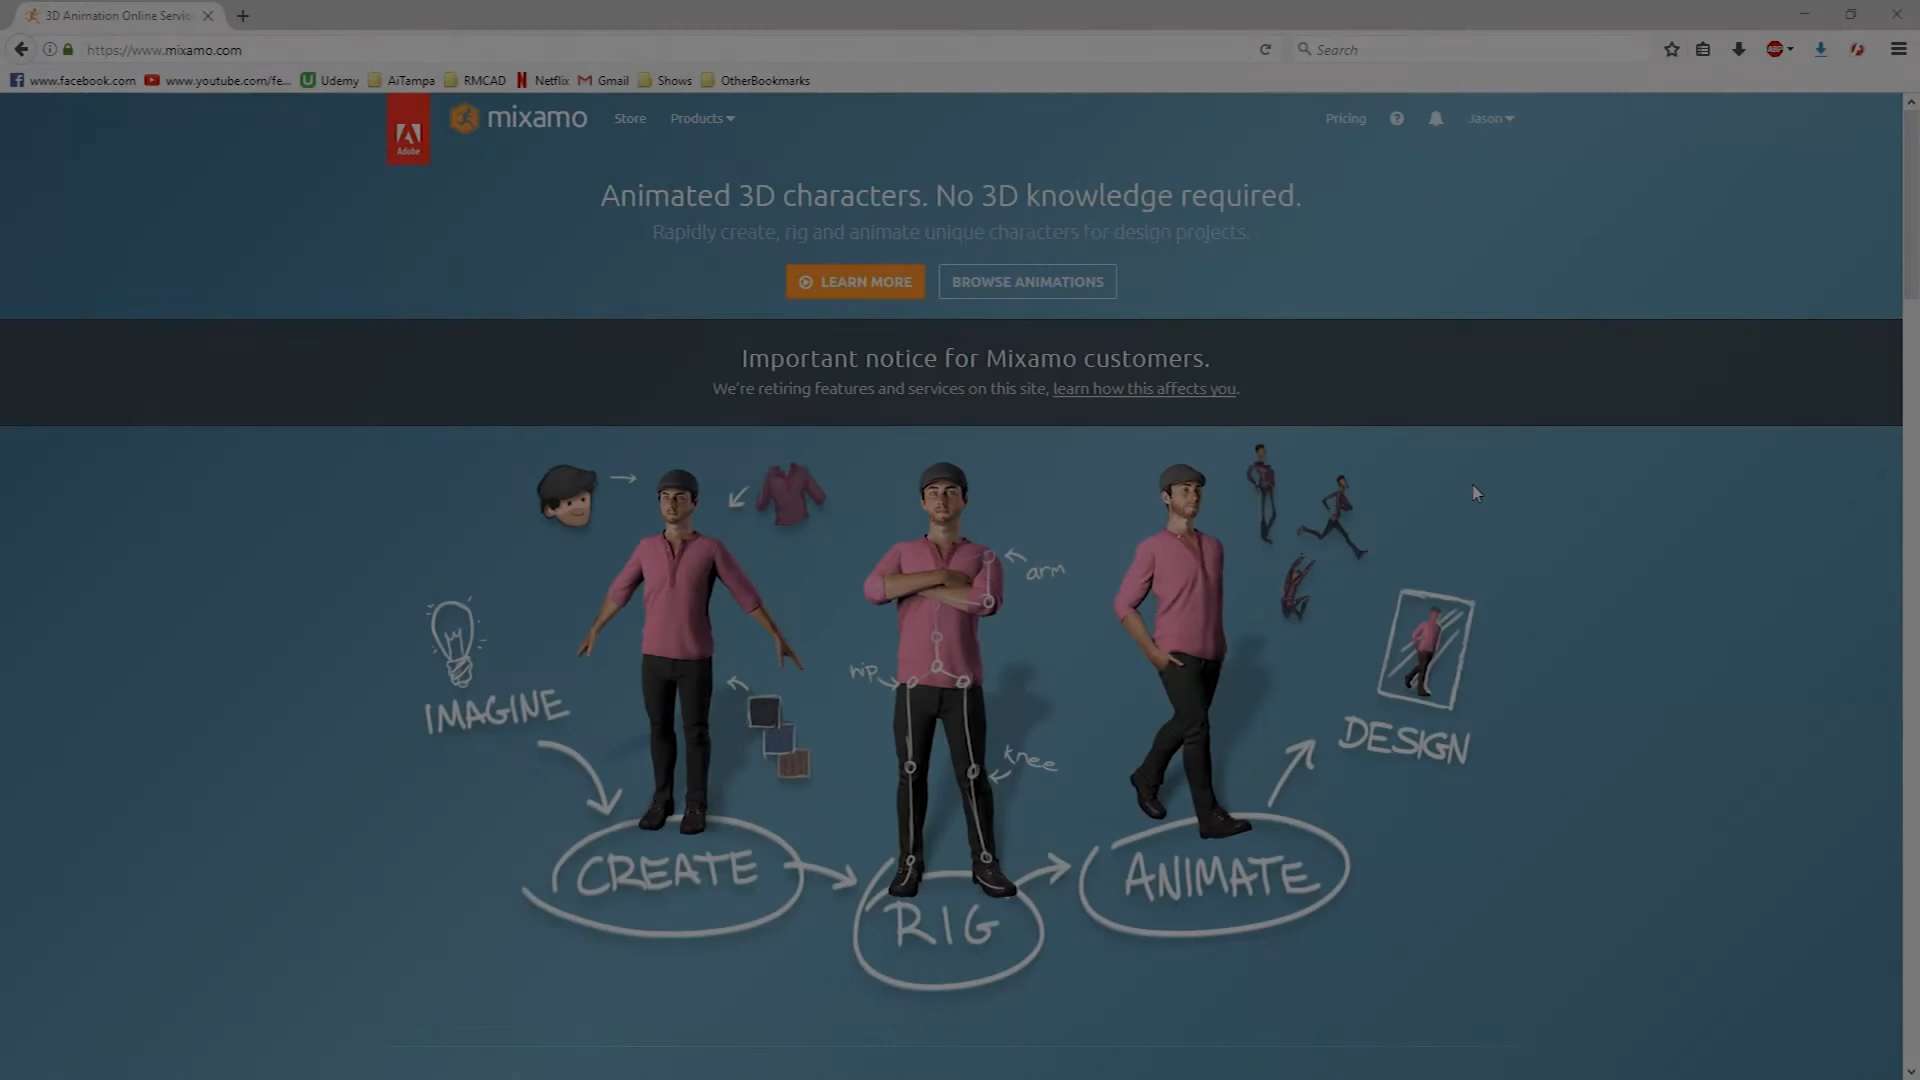 3D Animation Online Servic
https://www.mixamo.com
Search
ABP
www.facebook.com
www.youtube.com/fe...
Udemy
AiTampa
RMCAD
Netflix
Gmail
Shows
OtherBookmarks
Adobe
mixamo
Store
Products
Pricing
Jason
Animated 3D characters. No 3D knowledge required.
Rapidly create, rig and animate unique characters for design projects.
LEARN MORE
BROWSE ANIMATIONS
Important notice for Mixamo customers.
We're retiring features and services on this site, learn how this affects you.
arm
hip
knee
IMAGINE
DESIGN
CREATE
RIG
ANIMATE